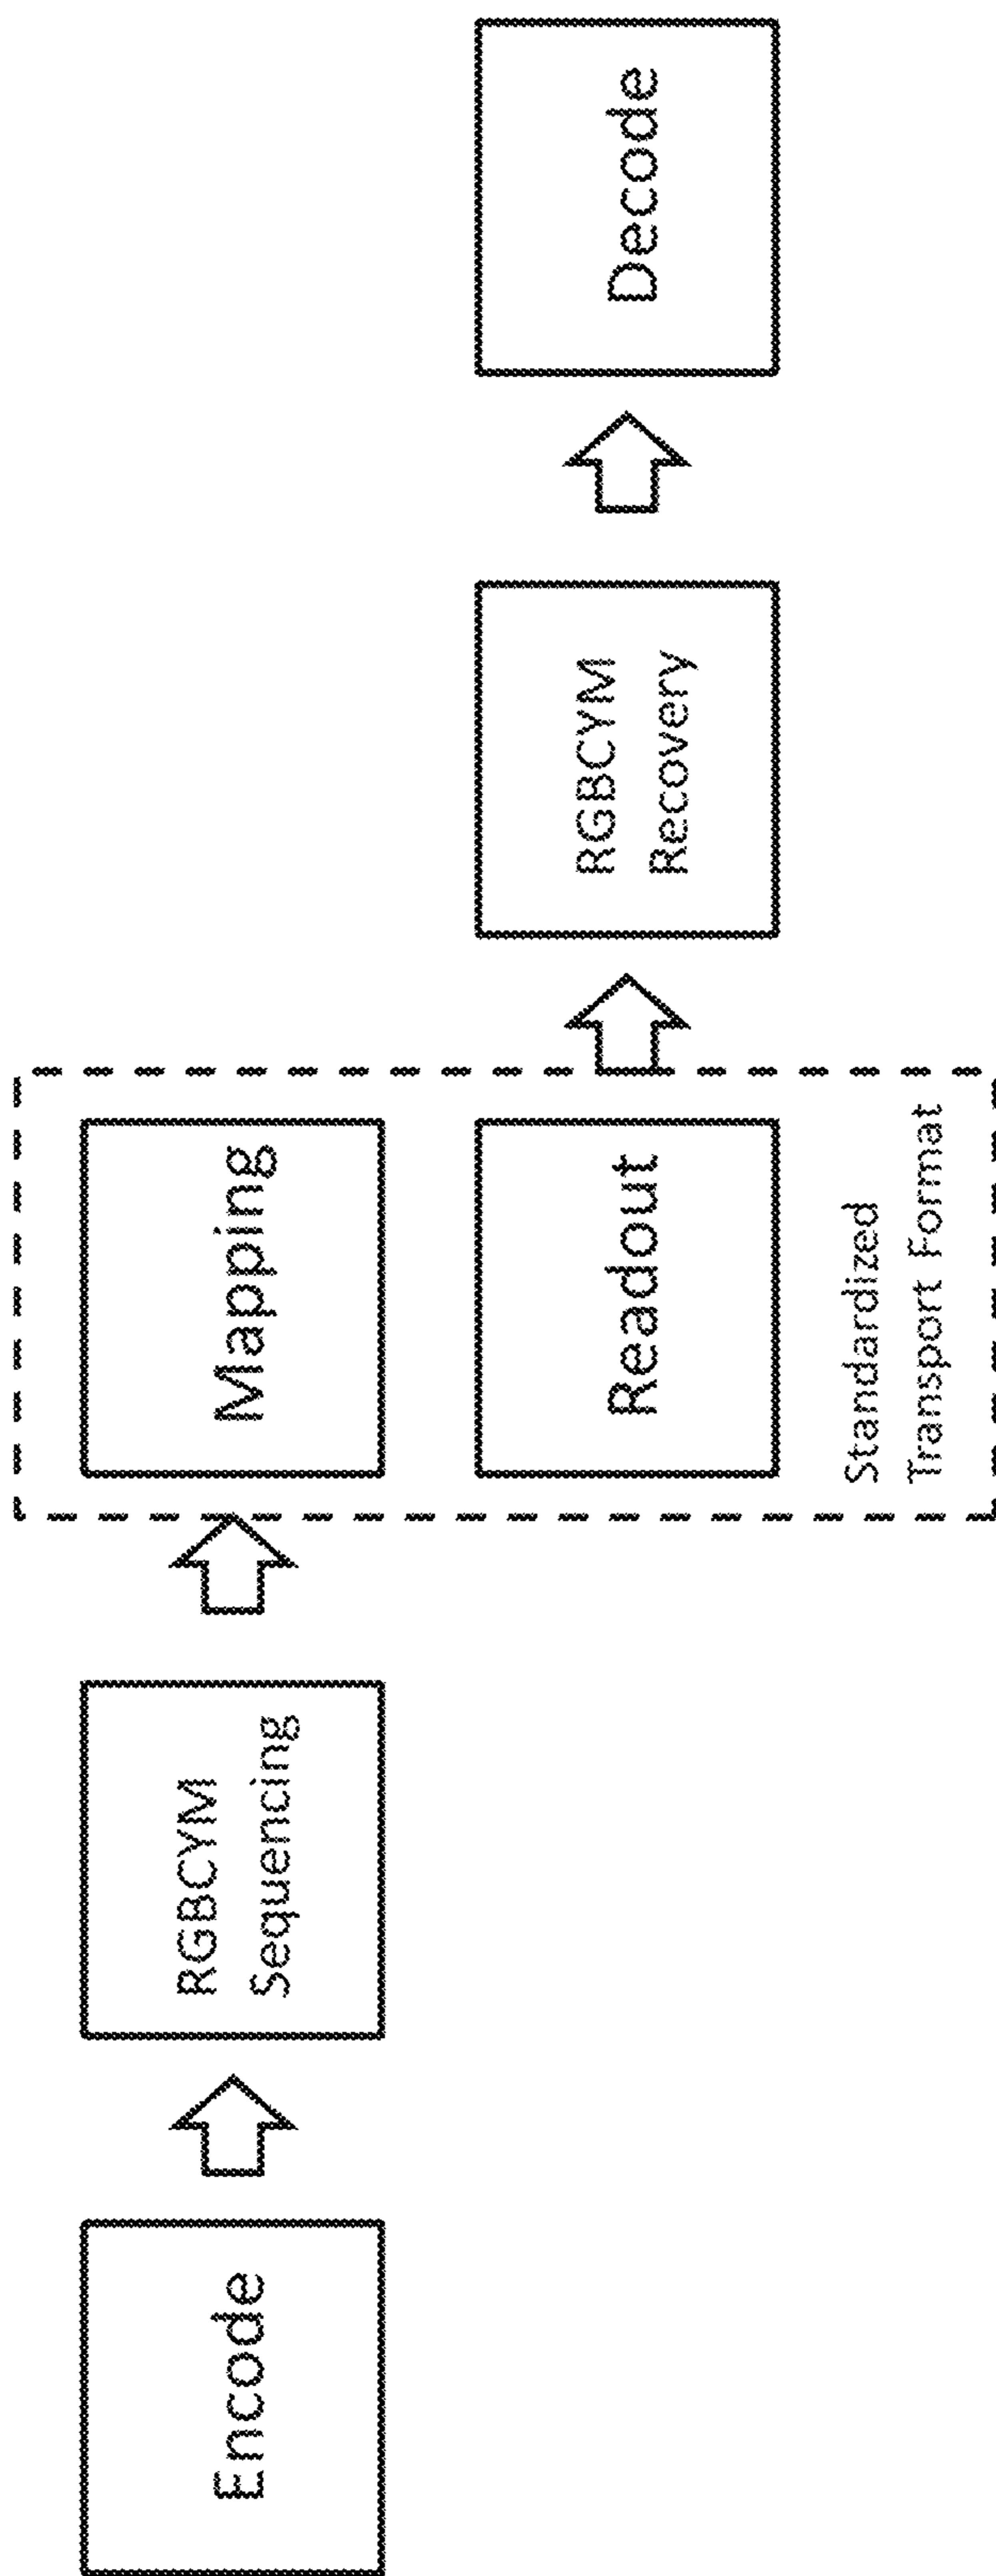 Encode
RGBCYM
Sequencing
Mapping
Readout
Standardized
Transport Format
RGBCYM
Recovery
Decode